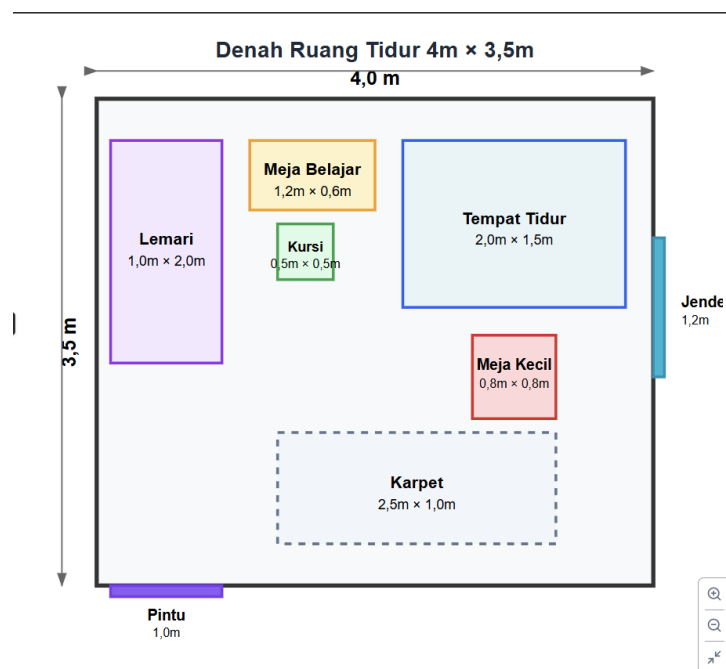 Denah Ruang Tidur 4m × 3,5m
4,0 m
3,5 m
Lemari
1,0m × 2,0m
Meja Belajar
1,2m × 0,6m
Kursi
0,5m × 0,5m
Tempat Tidur
2,0m × 1,5m
Jende
1,2m
Meja Kecil
0,8m × 0,8m
Karpet
2,5m × 1,0m
Pintu
1,0m